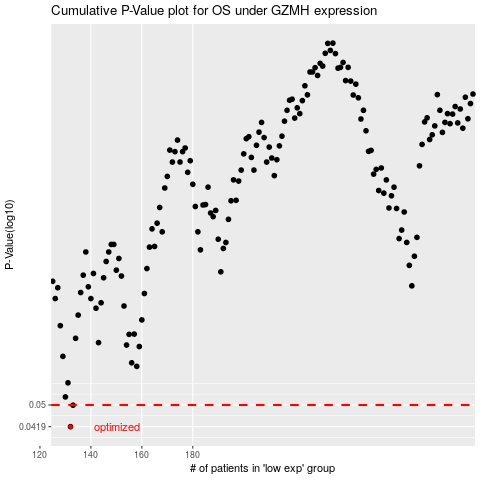 Cumulative P-Value plot for OS under GZMH expression
P-Value(log10)
0.05
0.0419
optimized
120 140 160 180
# of patients in 'low exp' group